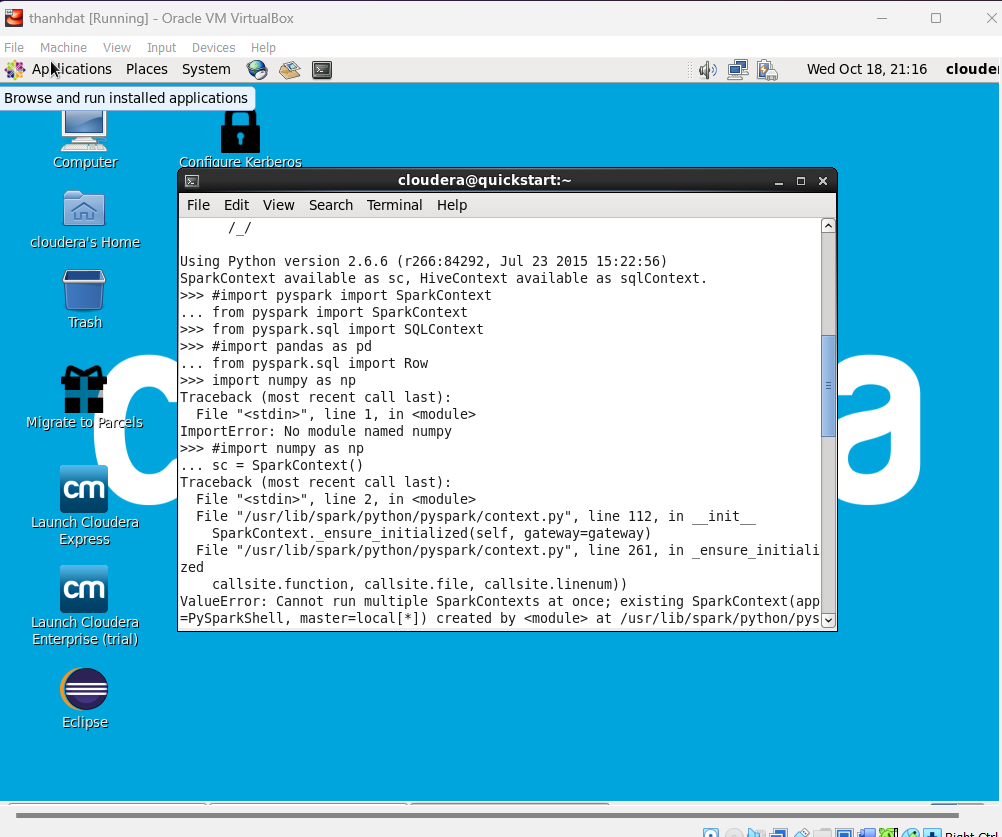 thanhdat [Running] - Oracle VM VirtualBox
File Machine View Input Devices Help
Applications Places System
Wed Oct 18, 21:16 cloude
Browse and run installed applications
Computer
Configure Kerberos
cloudera's Home
Trash
Migrate to Parcels
cm
Launch Cloudera
Express
cm
Launch Cloudera
Enterprise (trial)
Eclipse
c
a
cloudera@quickstart:~
File Edit View Search Terminal Help
/_/
Using Python version 2.6.6 (r266:84292, Jul 23 2015 15:22:56)
SparkContext available as sc, HiveContext available as sqlContext.
>>> #import pyspark import SparkContext
... from pyspark import SparkContext
>>> from pyspark.sql import SQLContext
>>> #import pandas as pd
... from pyspark.sql import Row
>>> import numpy as np
Traceback (most recent call last):
  File "<stdin>", line 1, in <module>
ImportError: No module named numpy
>>> #import numpy as np
... sc = SparkContext()
Traceback (most recent call last):
  File "<stdin>", line 2, in <module>
  File "/usr/lib/spark/python/pyspark/context.py", line 112, in __init__
    SparkContext._ensure_initialized(self, gateway=gateway)
  File "/usr/lib/spark/python/pyspark/context.py", line 261, in _ensure_initiali
zed
    callsite.function, callsite.file, callsite.linenum))
ValueError: Cannot run multiple SparkContexts at once; existing SparkContext(app
=PySparkShell, master=local[*]) created by <module> at /usr/lib/spark/python/pys
Right Ctrl